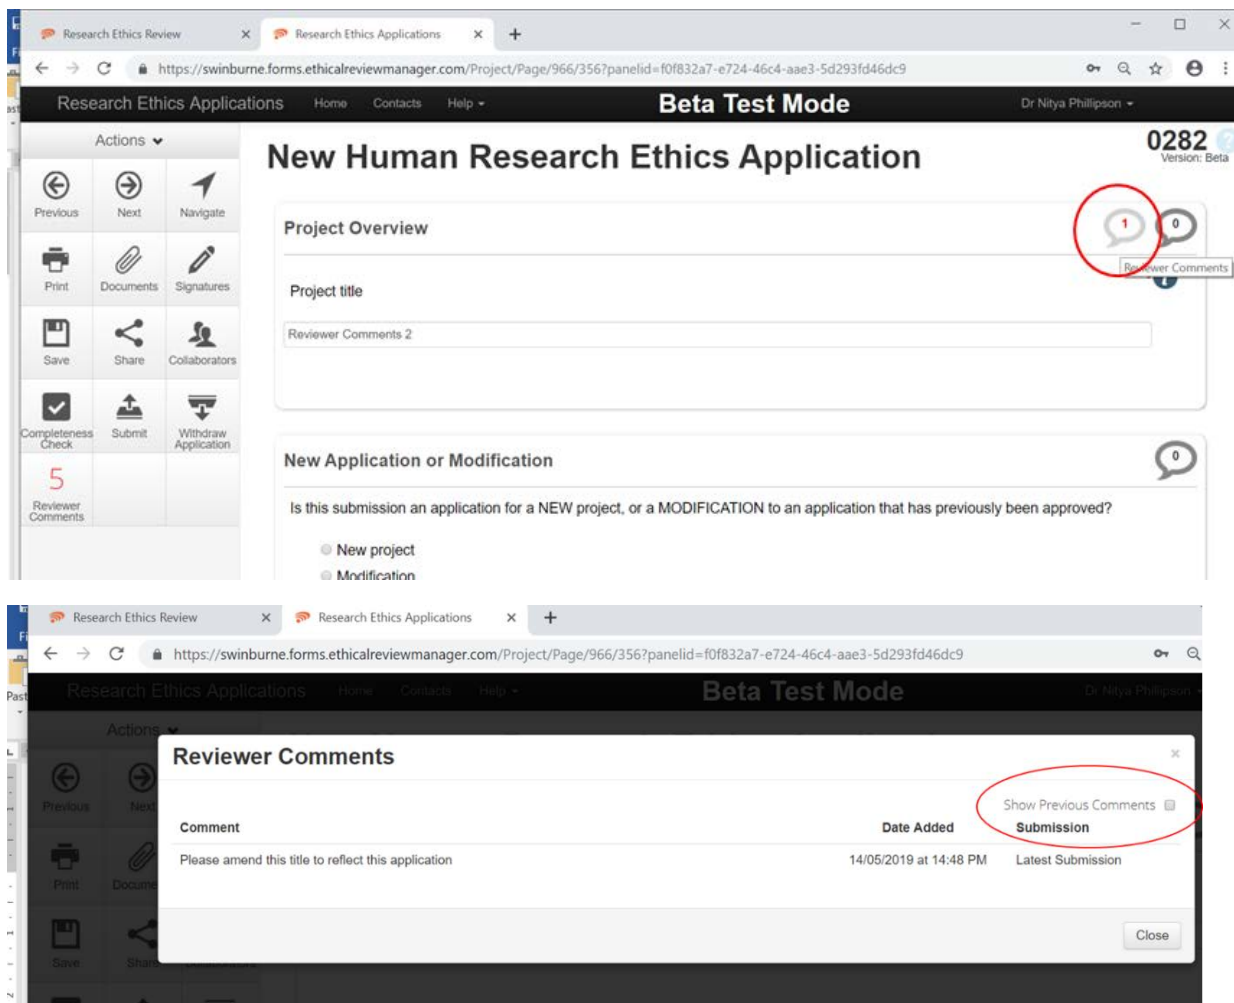 Research Ethics Review
Research Ethics Applications
https://swinburne.forms.ethicalreviewmanager.com/Project/Page/966/356?panelid=f0f832a7-e724-46c4-aae3-5d293fd46dc9
Research Ethics Applications Home Contacts Help Beta Test Mode Dr Nitya Phillipson
Actions
New Human Research Ethics Application
0282
Version: Beta
Previous Next Navigate
Project Overview
1 0
Reviewer Comments
Print Documents Signatures
Project title
Reviewer Comments 2
Save Share Collaborators
Completeness Check Submit Withdraw Application
New Application or Modification
0
5
Reviewer Comments
Is this submission an application for a NEW project, or a MODIFICATION to an application that has previously been approved?
New project
Modification
Research Ethics Review
Research Ethics Applications
https://swinburne.forms.ethicalreviewmanager.com/Project/Page/966/356?panelid=f0f832a7-e724-46c4-aae3-5d293fd46dc9
Past
Research Ethics Applications Home Contacts Help Beta Test Mode Dr Nitya Phillipson
Actions
Reviewer Comments
Previous Next
Show Previous Comments
Comment Date Added Submission
Please amend this title to reflect this application 14/05/2019 at 14:48 PM Latest Submission
Print Docume
Close
Save Share